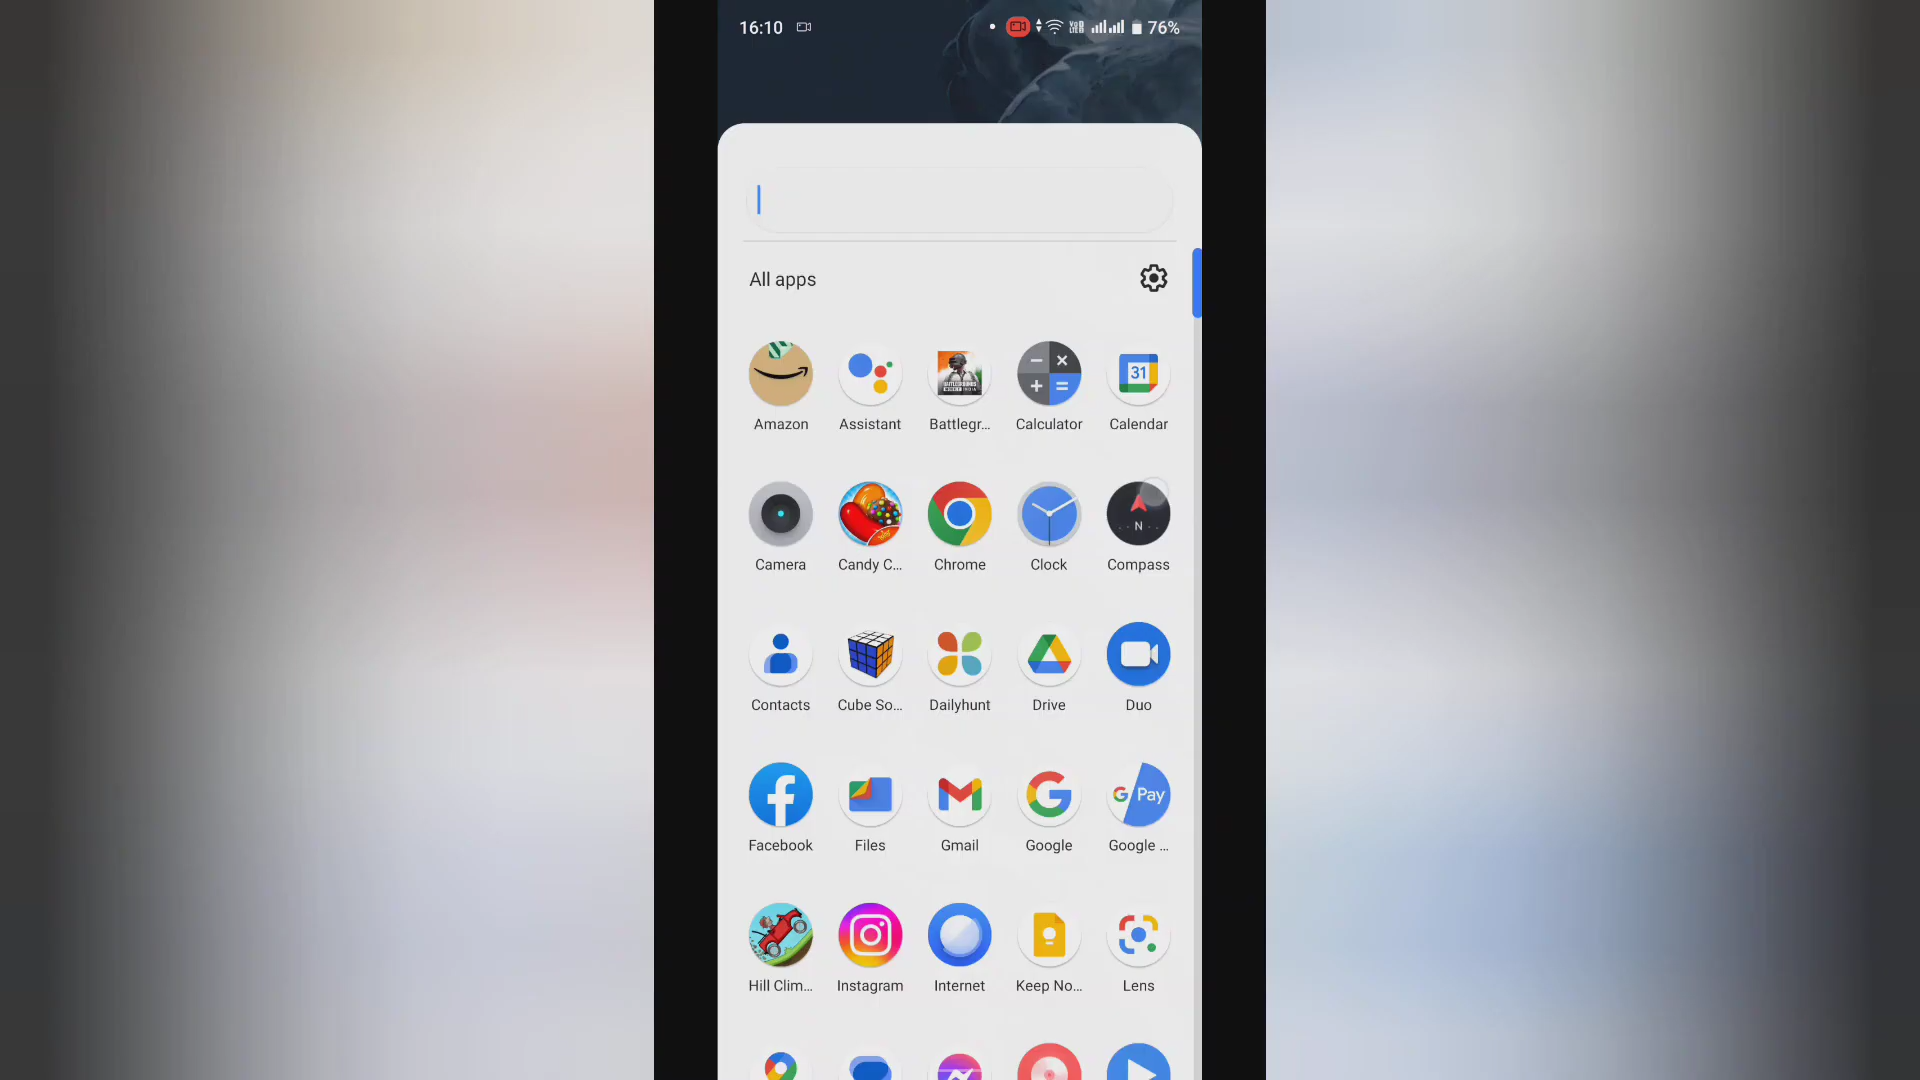 16:10 76%
All apps
31
Amazon Assistant Battlegr... Calculator Calendar
N
Camera Candy C... Chrome Clock Compass
Contacts Cube So... Dailyhunt Drive Duo
G Pay
Facebook Files Gmail Google Google ...
Hill Clim... Instagram Internet Keep No... Lens